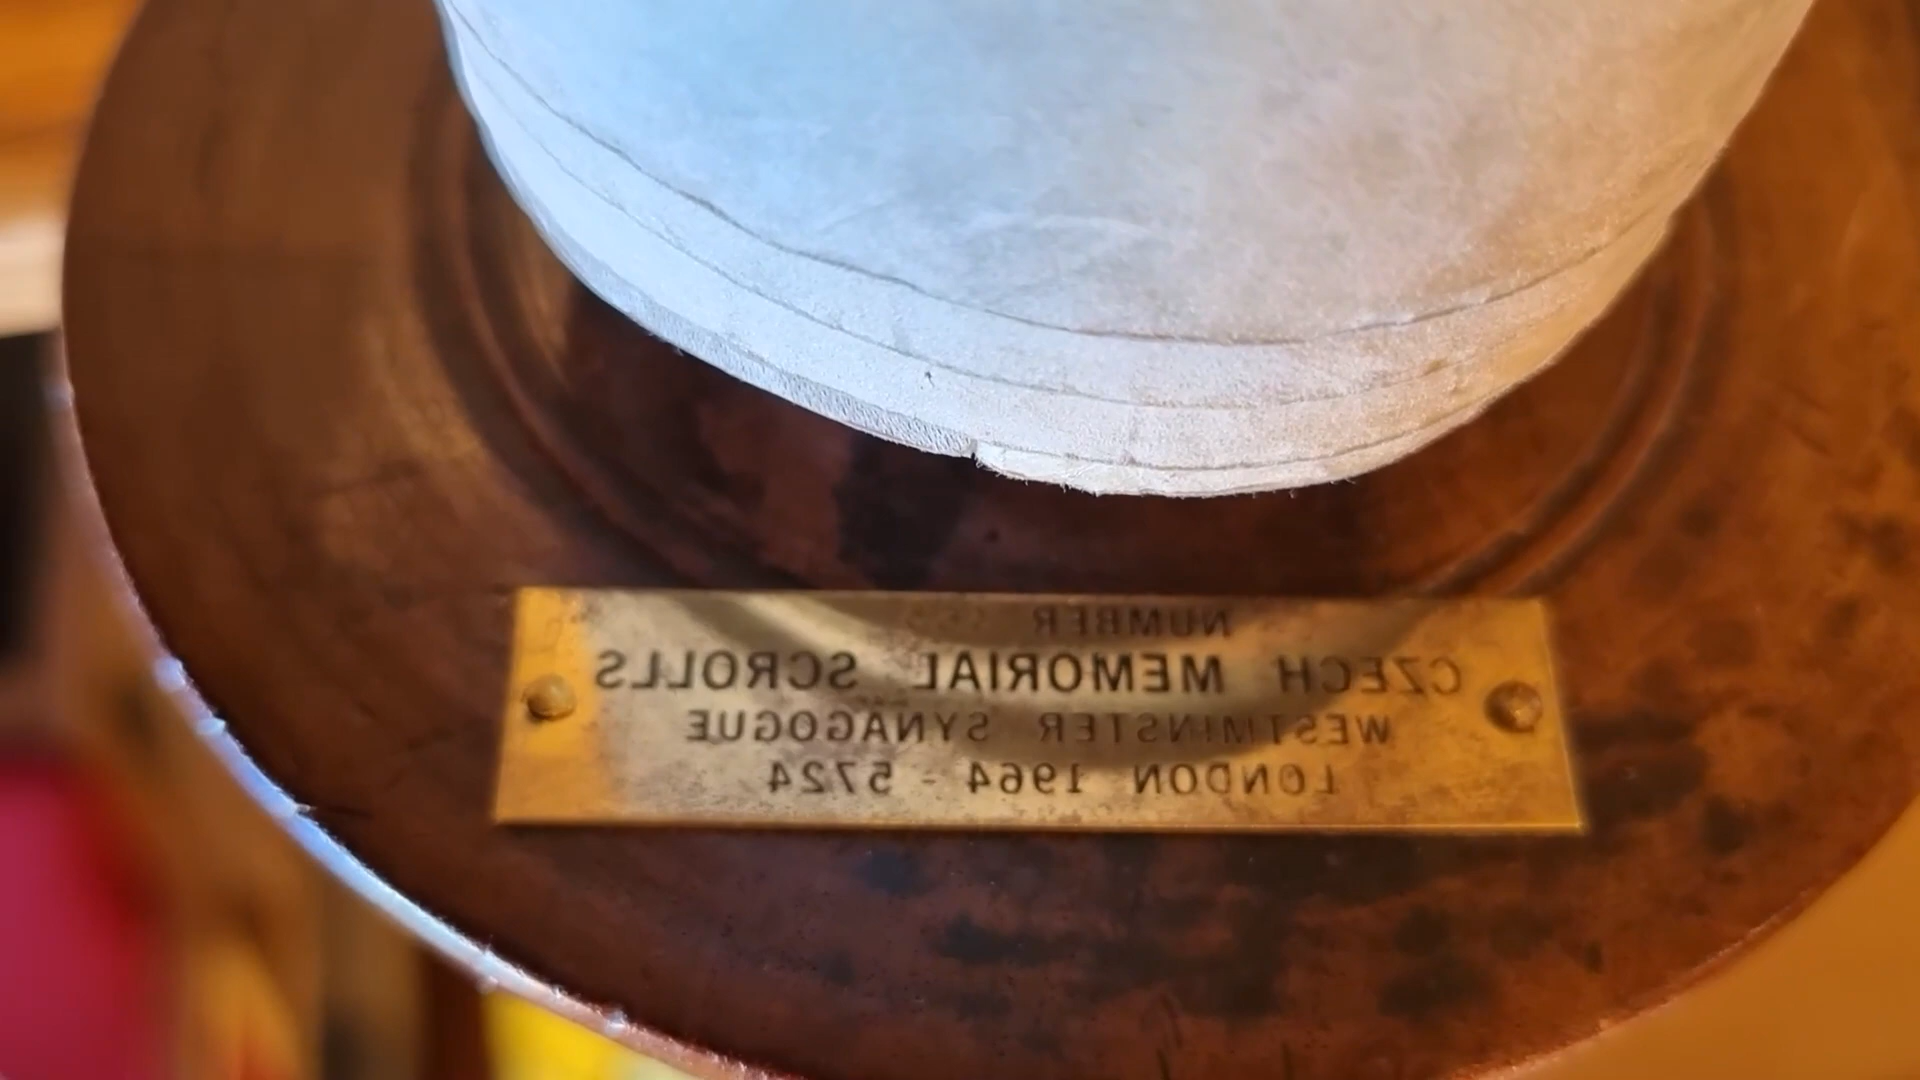 NUMBER
CZECH MEMORIAL SCROLLS
WESTMINSTER SYNAGOGUE
LONDON 1964 - 5724